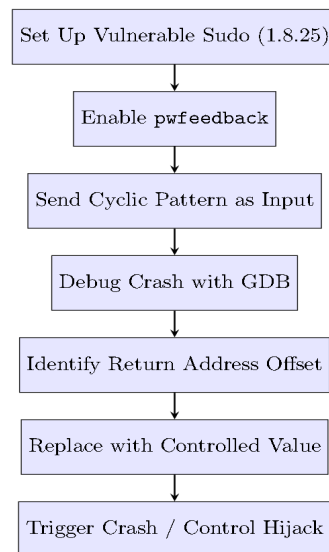 Set Up Vulnerable Sudo (1.8.25)
Enable pwfeedback
Send Cyclic Pattern as Input
Debug Crash with GDB
Identify Return Address Offset
Replace with Controlled Value
Trigger Crash / Control Hijack